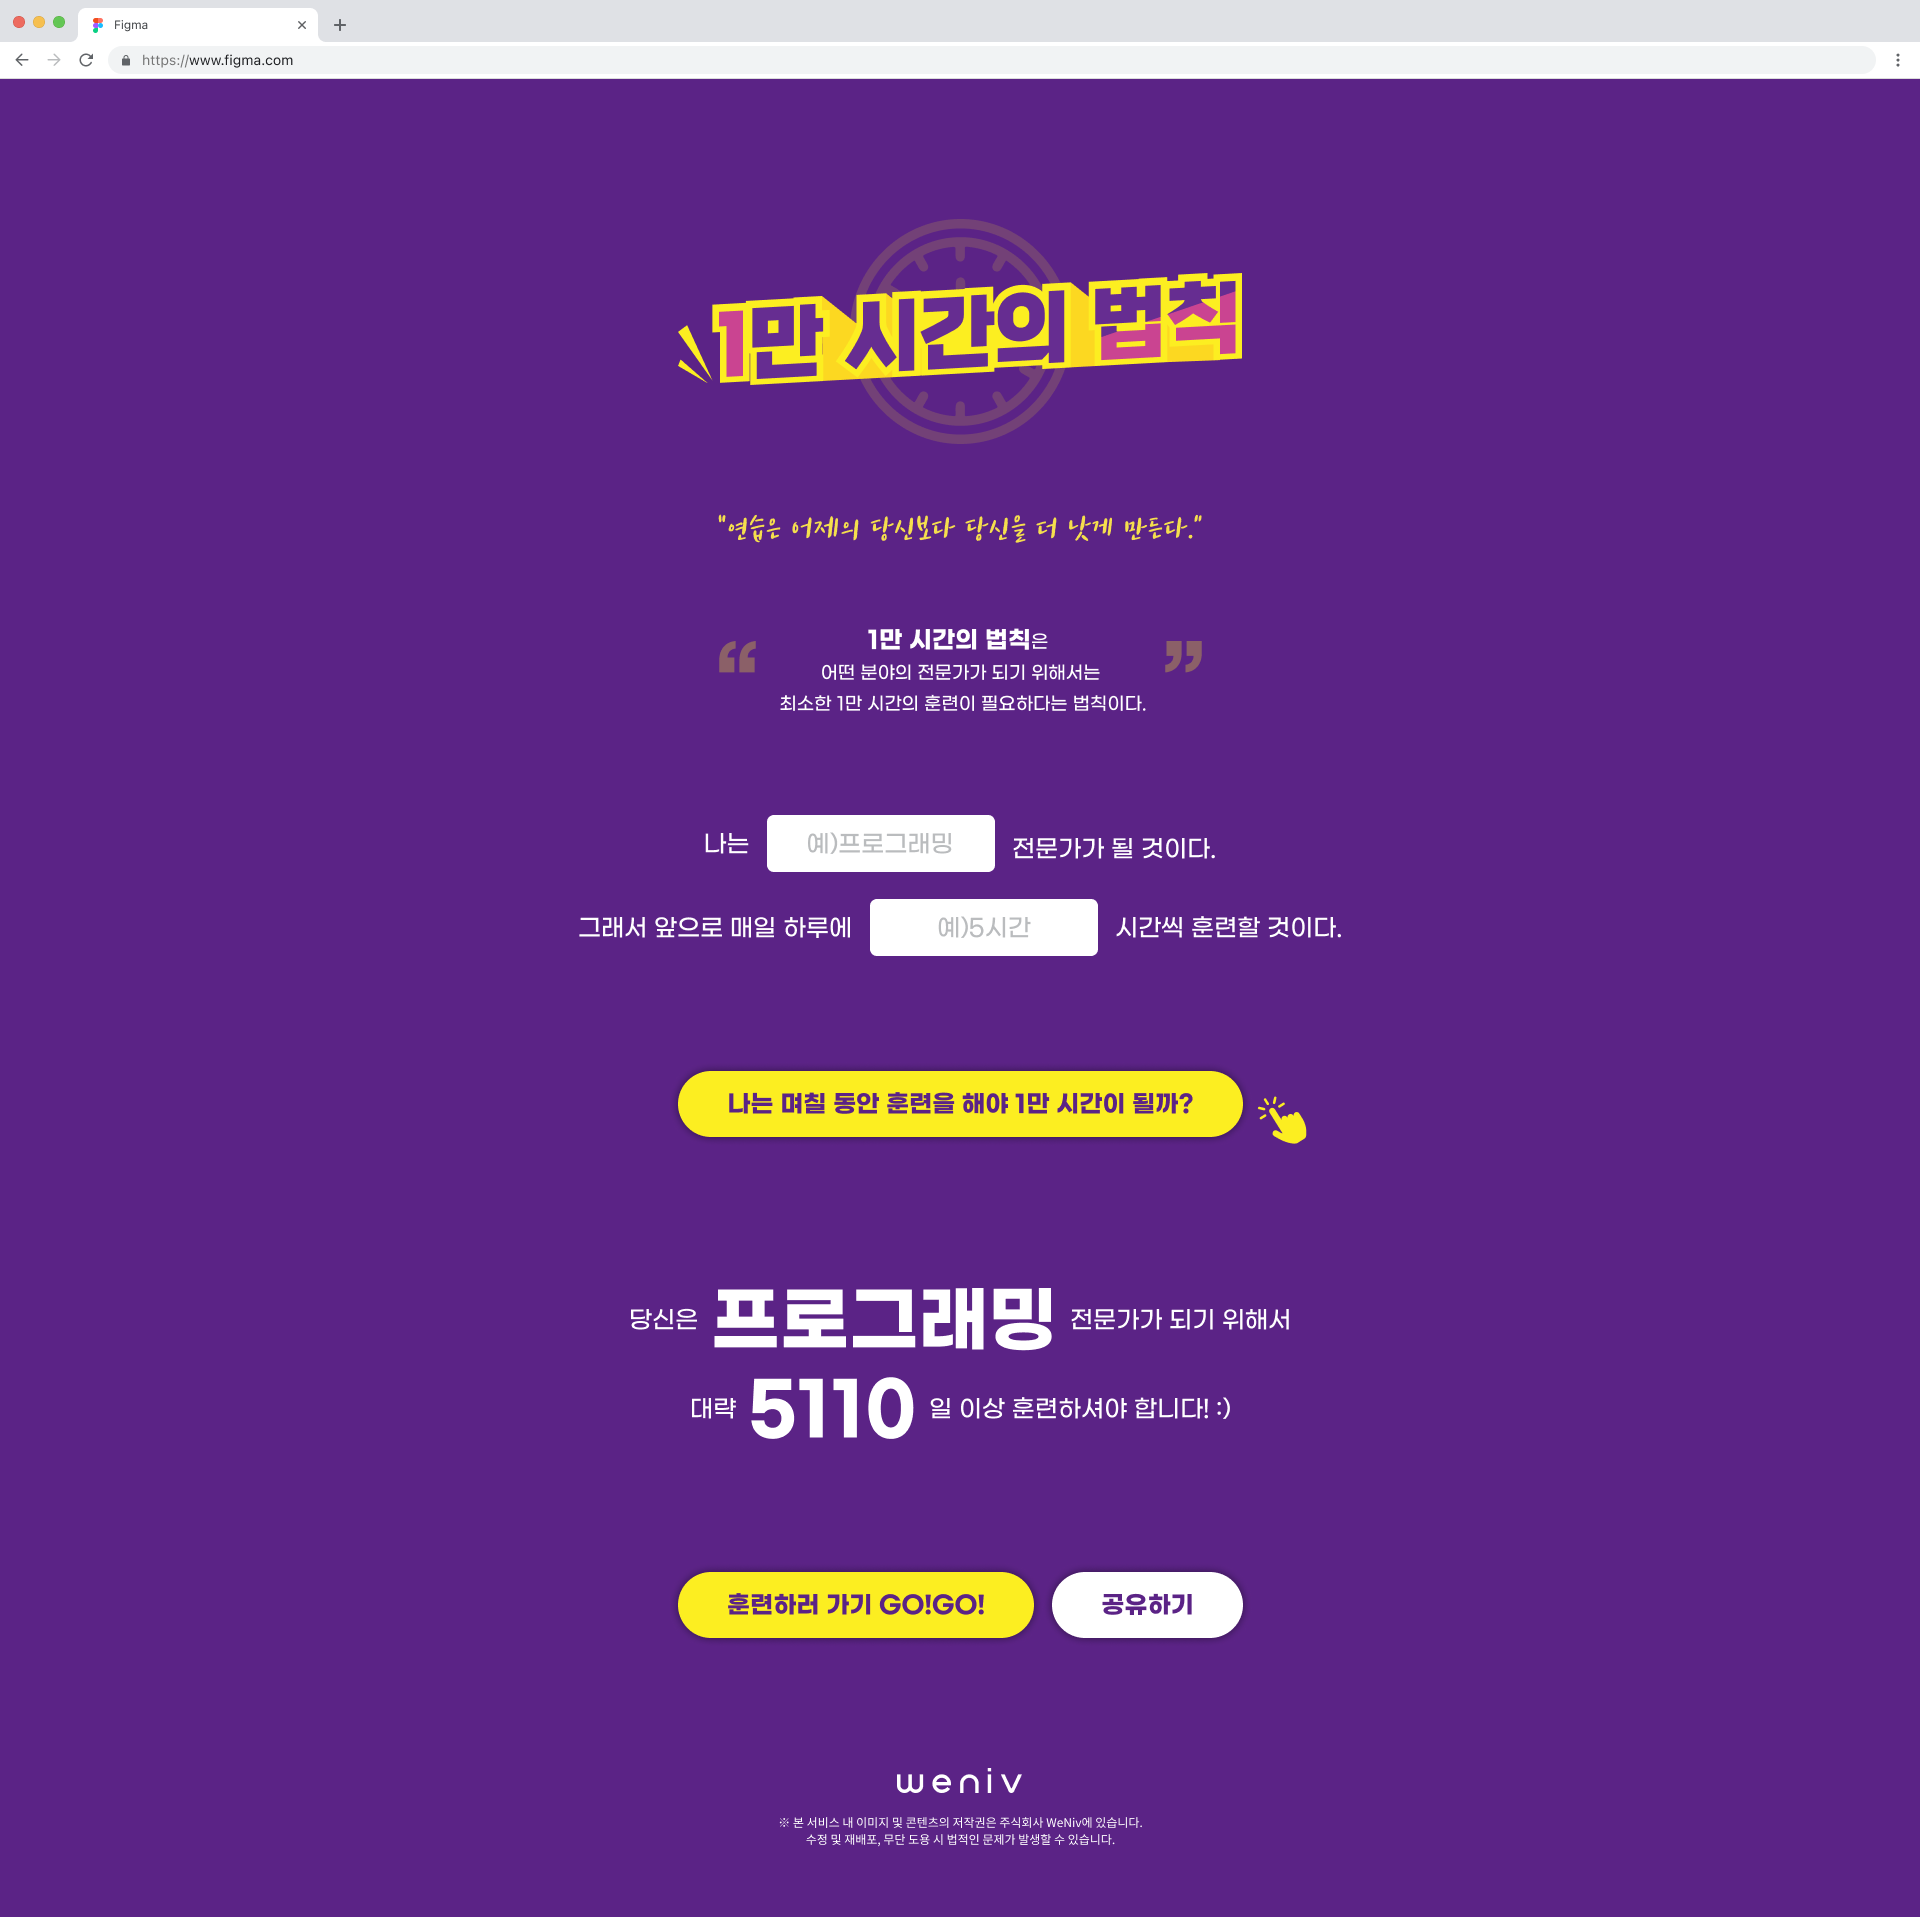 Figma
https://www.figma.com
1만 시간의 법칙
"연습은 어제의 당신보다 당신을 더 낫게 만든다."
“ 1만 시간의 법칙은 ”
어떤 분야의 전문가가 되기 위해서는
최소한 1만 시간의 훈련이 필요하다는 법칙이다.
나는 예)프로그래밍 전문가가 될 것이다.
그래서 앞으로 매일 하루에 예)5시간 시간씩 훈련할 것이다.
나는 며칠 동안 훈련을 해야 1만 시간이 될까?
당신은 프로그래밍 전문가가 되기 위해서
대략 5110 일 이상 훈련하셔야 합니다! :)
훈련하러 가기 GO!GO! 공유하기
weniv
※ 본 서비스 내 이미지 및 콘텐츠의 저작권은 주식회사 WeNiv에 있습니다.
수정 및 재배포, 무단 도용 시 법적인 문제가 발생할 수 있습니다.